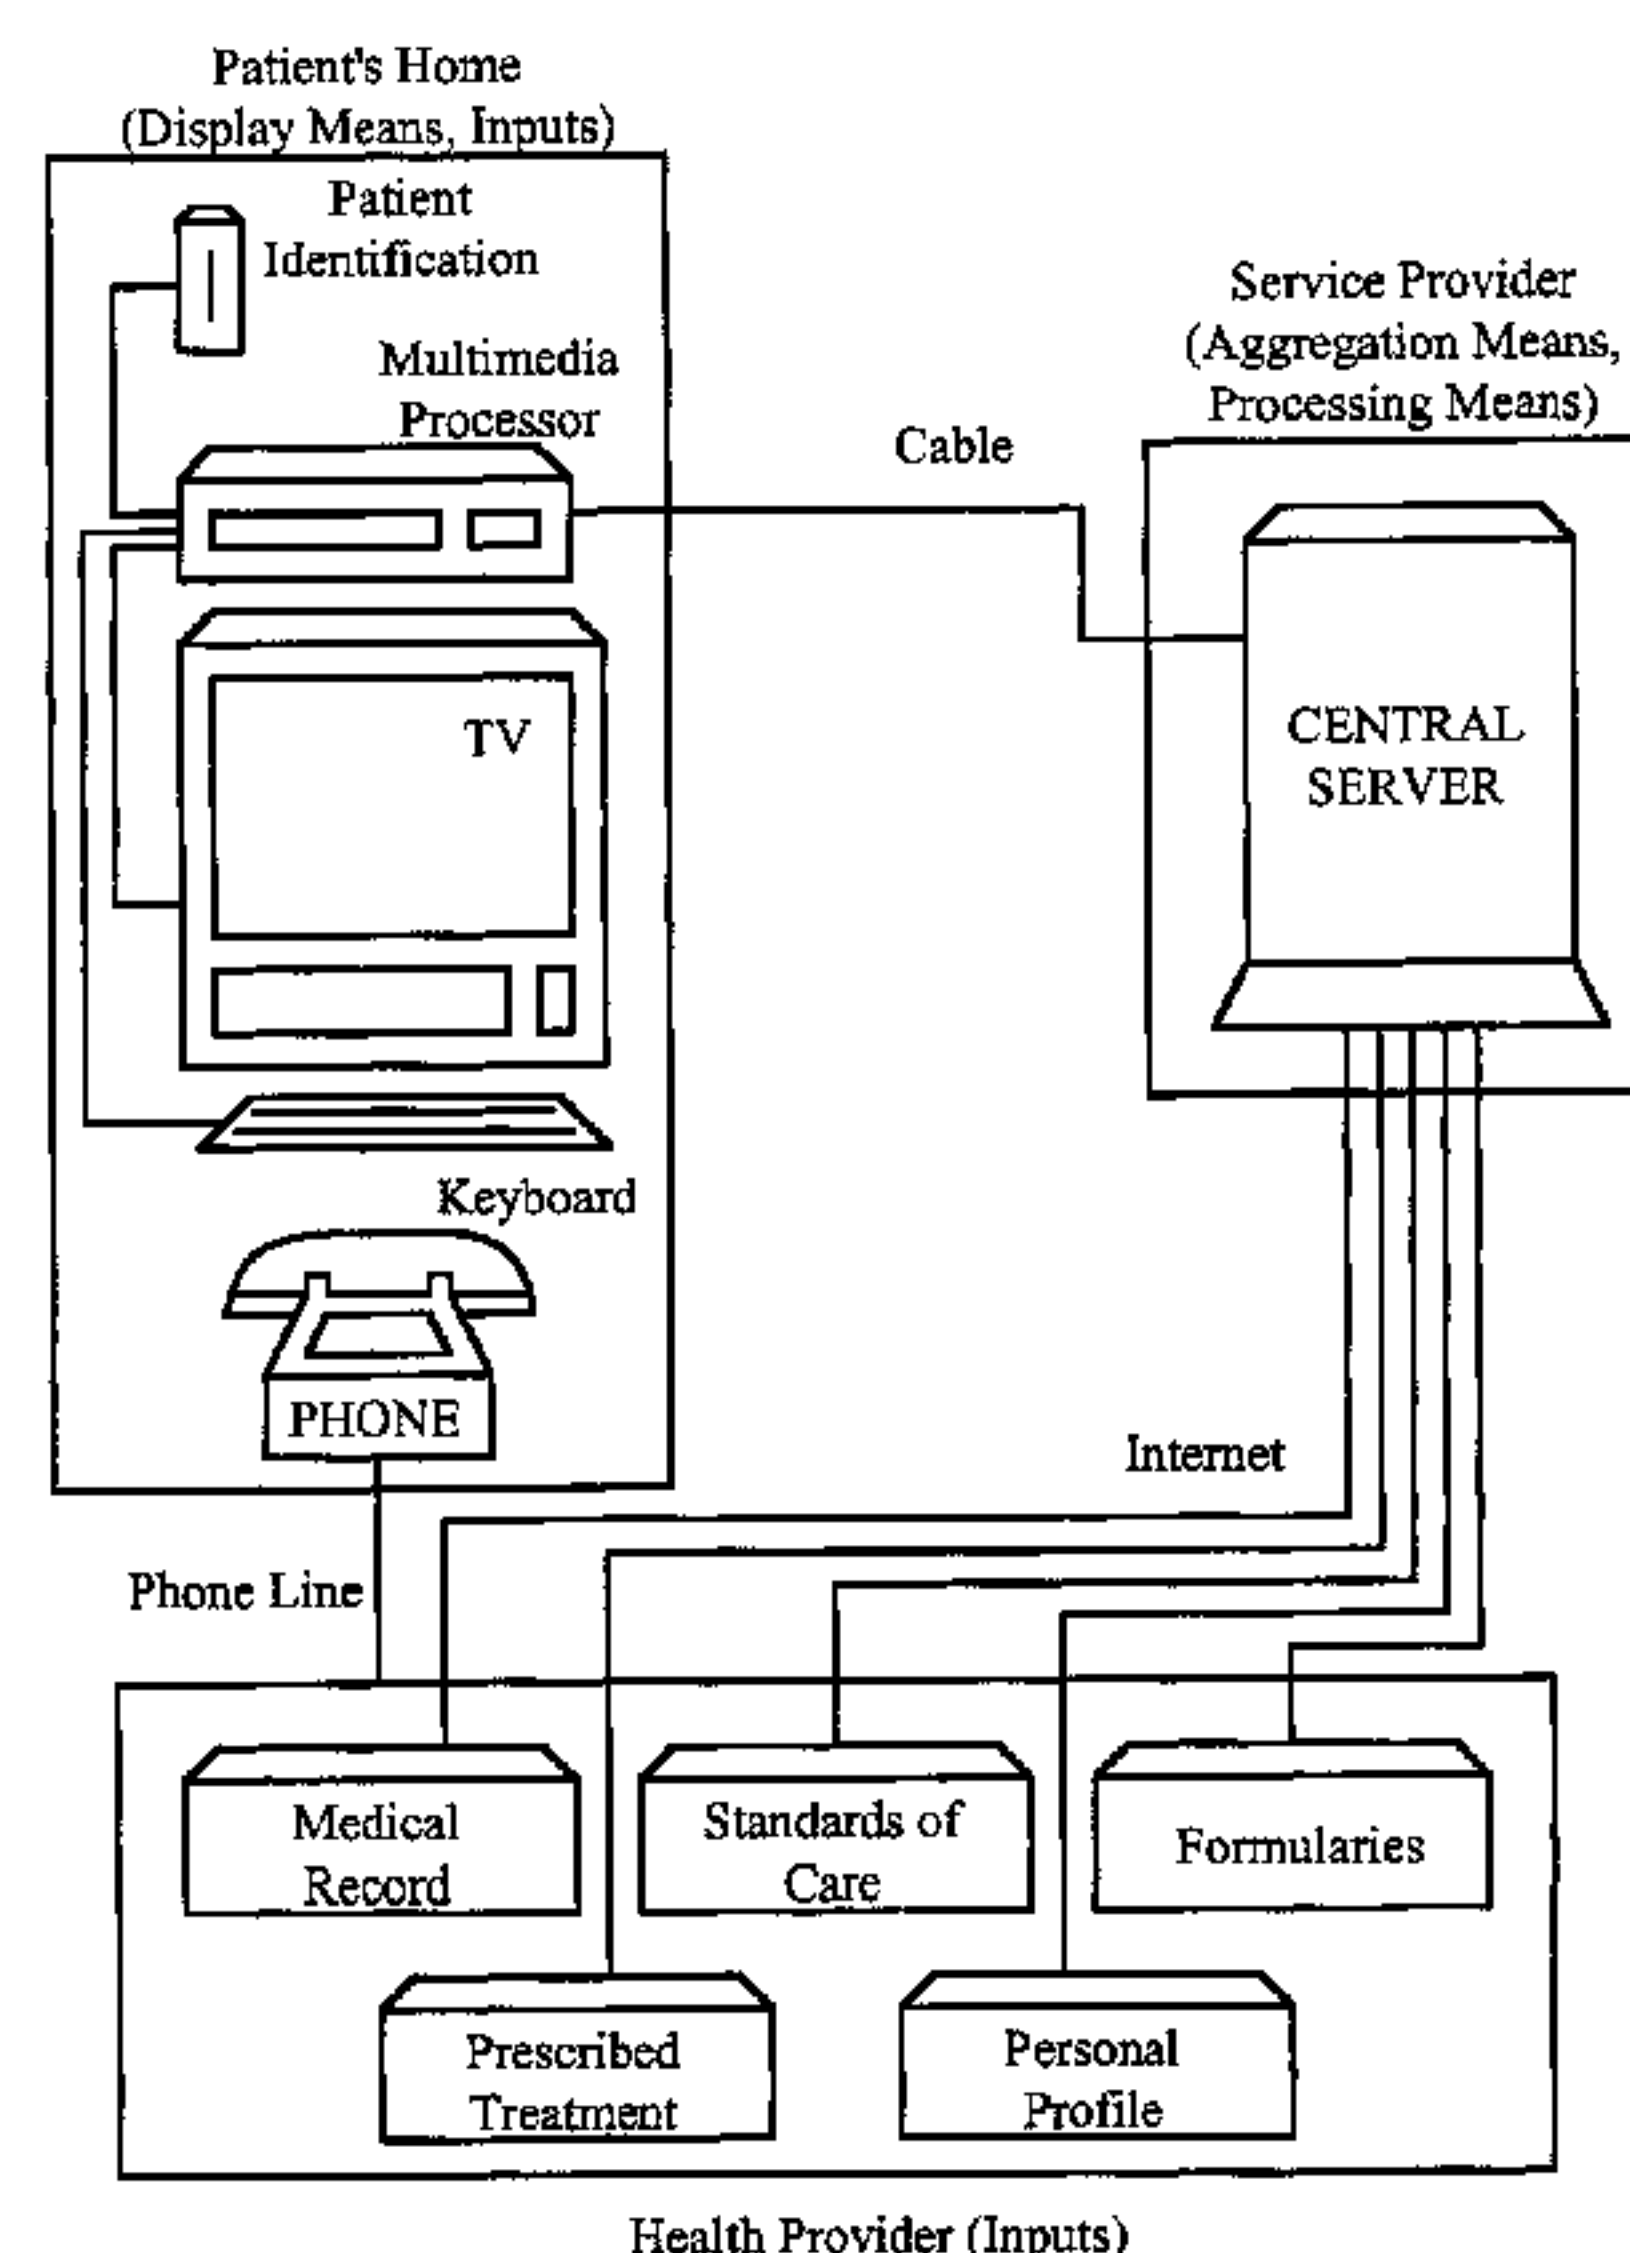 Patient's Home
(Display Means, Inputs)
Patient
Identification
Multimedia
Processor
TV
Keyboard
PHONE
Phone Line
Cable
Service Provider
(Aggregation Means,
Processing Means)
CENTRAL
SERVER
Internet
Medical
Record
Standards of
Care
Formularies
Prescribed
Treatment
Personal
Profile
Health Provider (Inputs)